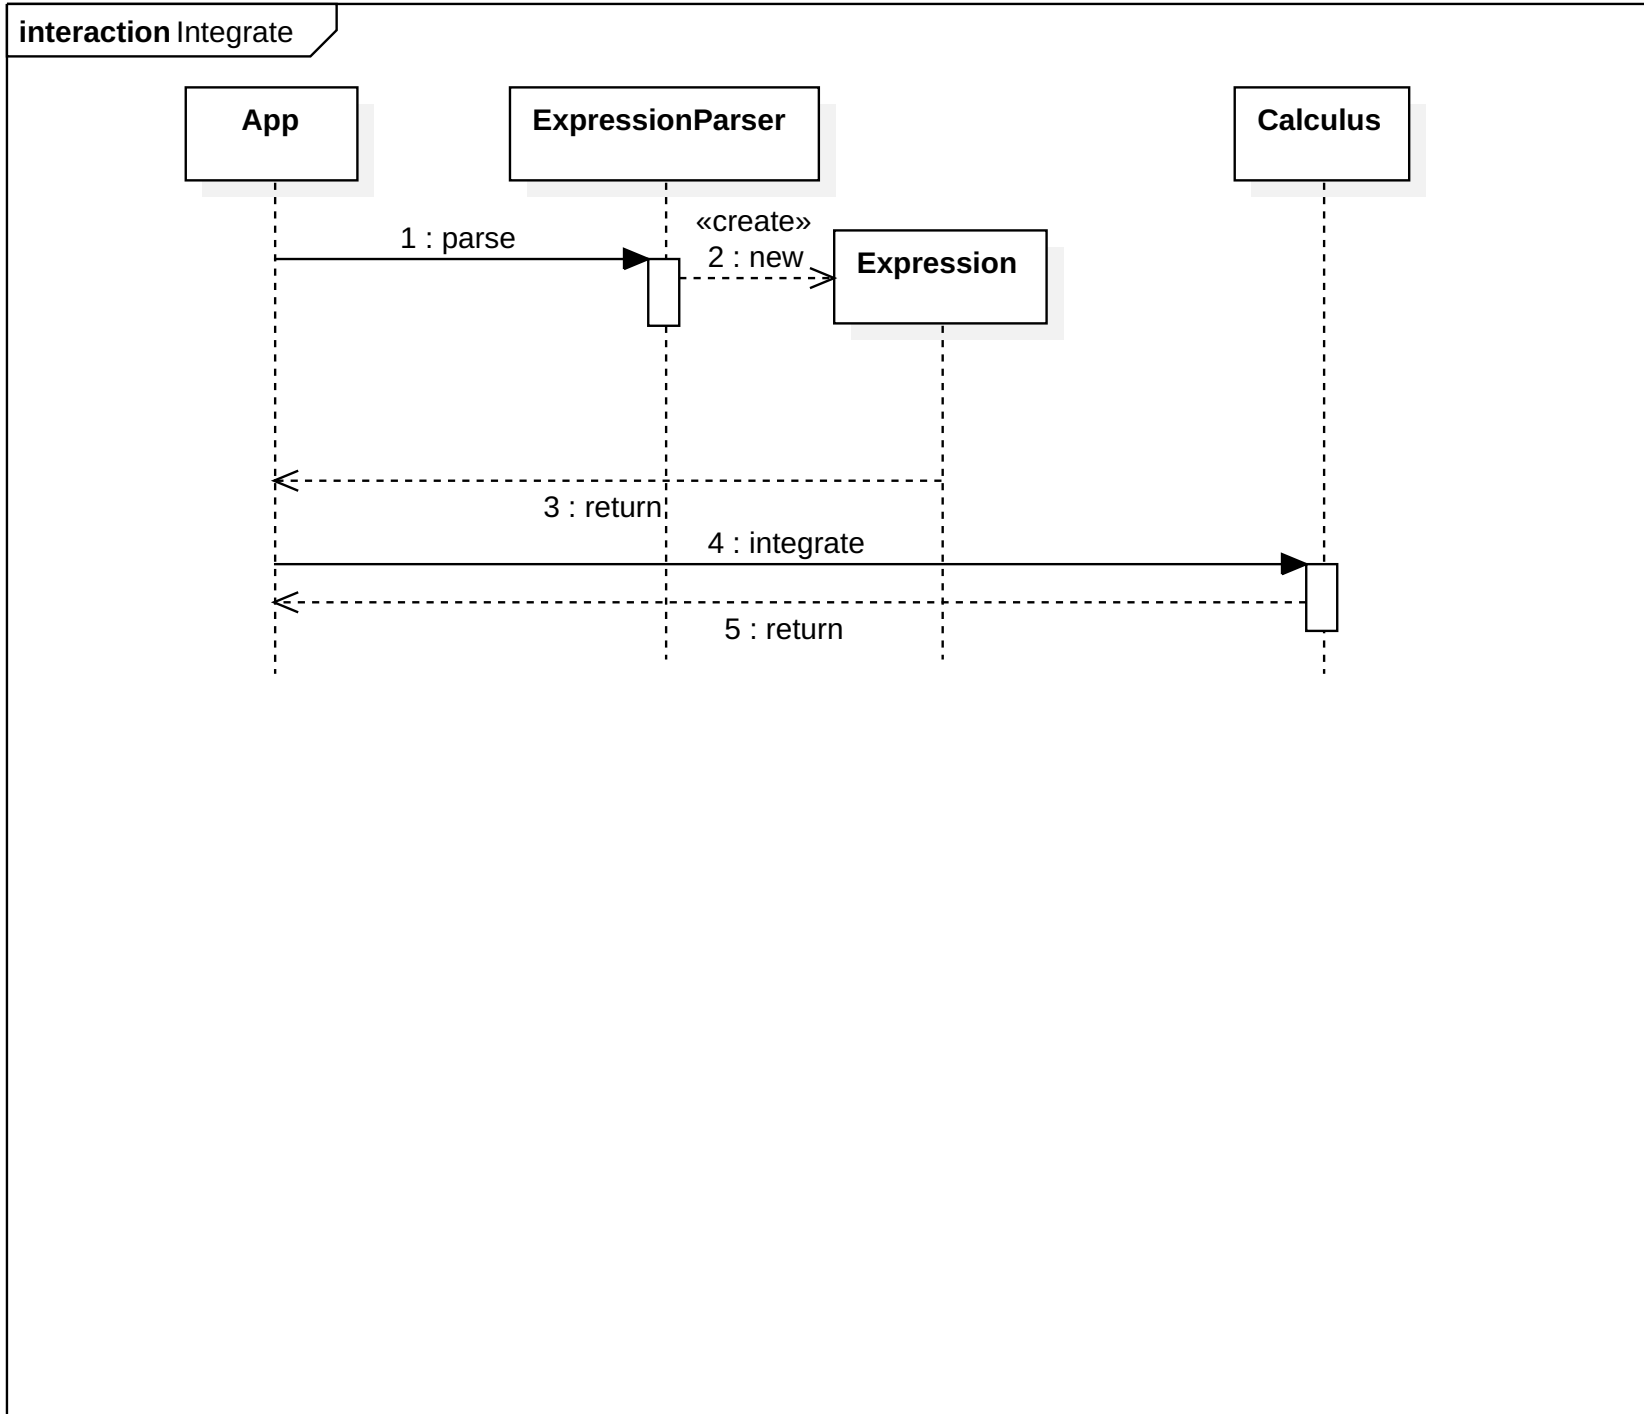 interaction Integrate
App
ExpressionParser
Calculus
«create»
1 : parse
2 : new
Expression
3 : return
4 : integrate
5 : return